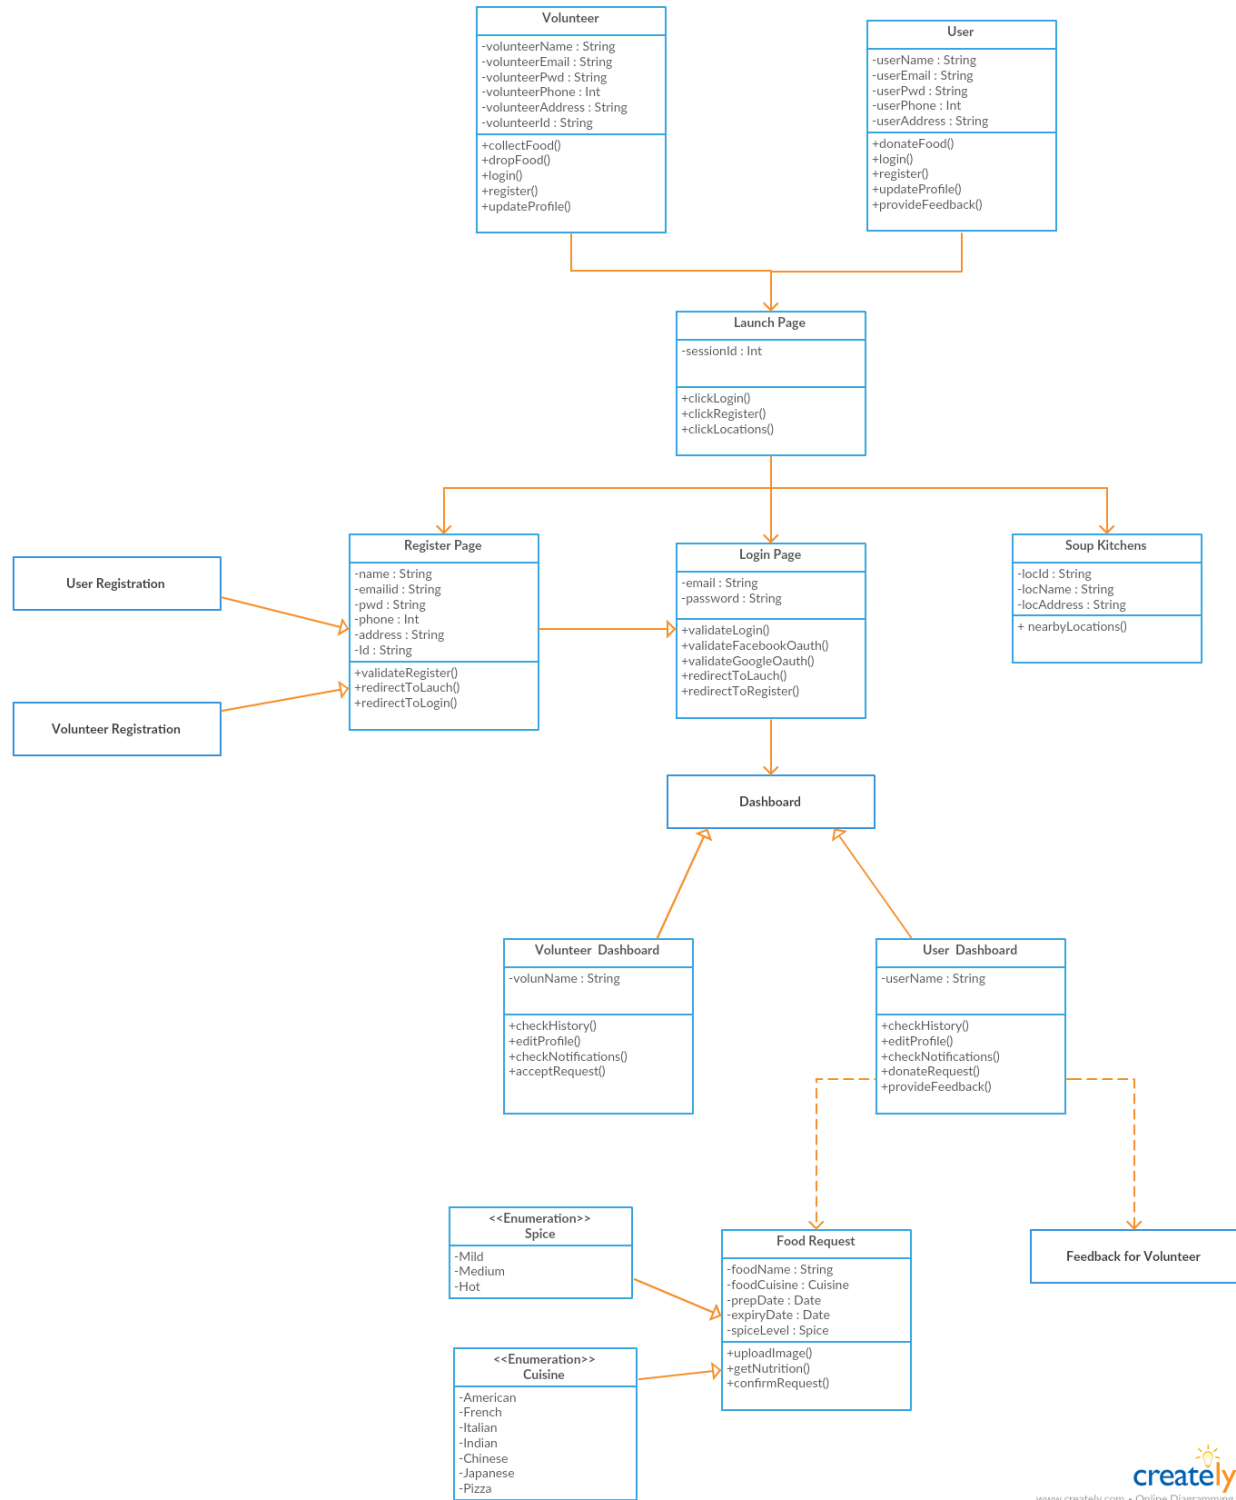 Volunteer
-volunteerName : String
-volunteerEmail : String
-volunteerPwd : String
-volunteerPhone : Int
-volunteerAddress : String
-volunteerId : String
+collectFood()
+dropFood()
+login()
+register()
+updateProfile()
User
-userName : String
-userEmail : String
-userPwd : String
-userPhone : Int
-userAddress : String
+donateFood()
+login()
+register()
+updateProfile()
+provideFeedback()
Launch Page
-sessionId : Int
+clickLogin()
+clickRegister()
+clickLocations()
User Registration
Volunteer Registration
Register Page
-name : String
-emailid : String
-pwd : String
-phone : Int
-address : String
-Id : String
+validateRegister()
+redirectToLauch()
+redirectToLogin()
Login Page
-email : String
-password : String
+validateLogin()
+validateFacebookOauth()
+validateGoogleOauth()
+redirectToLauch()
+redirectToRegister()
Soup Kitchens
-locId : String
-locName : String
-locAddress : String
+ nearbyLocations()
Dashboard
Volunteer Dashboard
-volunName : String
+checkHistory()
+editProfile()
+checkNotifications()
+acceptRequest()
User Dashboard
-userName : String
+checkHistory()
+editProfile()
+checkNotifications()
+donateRequest()
+provideFeedback()
<<Enumeration>>
Spice
-Mild
-Medium
-Hot
<<Enumeration>>
Cuisine
-American
-French
-Italian
-Indian
-Chinese
-Japanese
-Pizza
Food Request
-foodName : String
-foodCuisine : Cuisine
-prepDate : Date
-expiryDate : Date
-spiceLevel : Spice
+uploadImage()
+getNutrition()
+confirmRequest()
Feedback for Volunteer
creately
www.creately.com • Online Diagramming